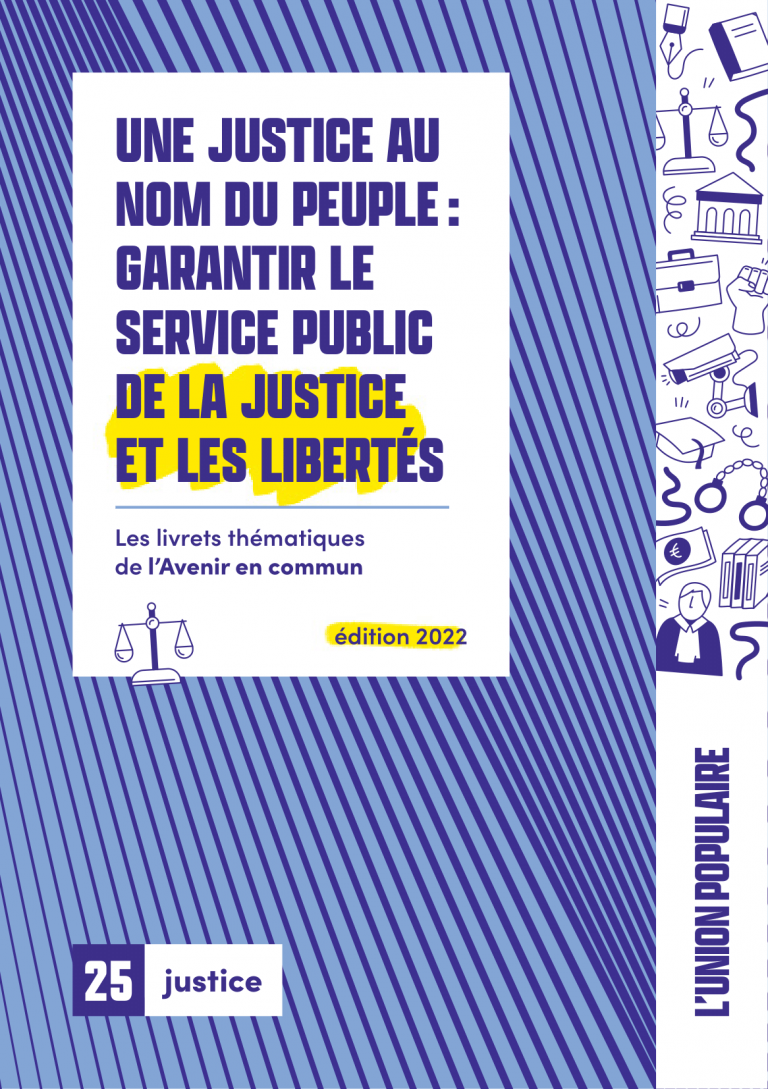 UNE JUSTICE AU
NOM DU PEUPLE :
GARANTIR LE
SERVICE PUBLIC
DE LA JUSTICE
ET LES LIBERTÉS
Les livrets thématiques
de l'Avenir en commun
édition 2022
€
25
justice
L'UNION POPULAIRE